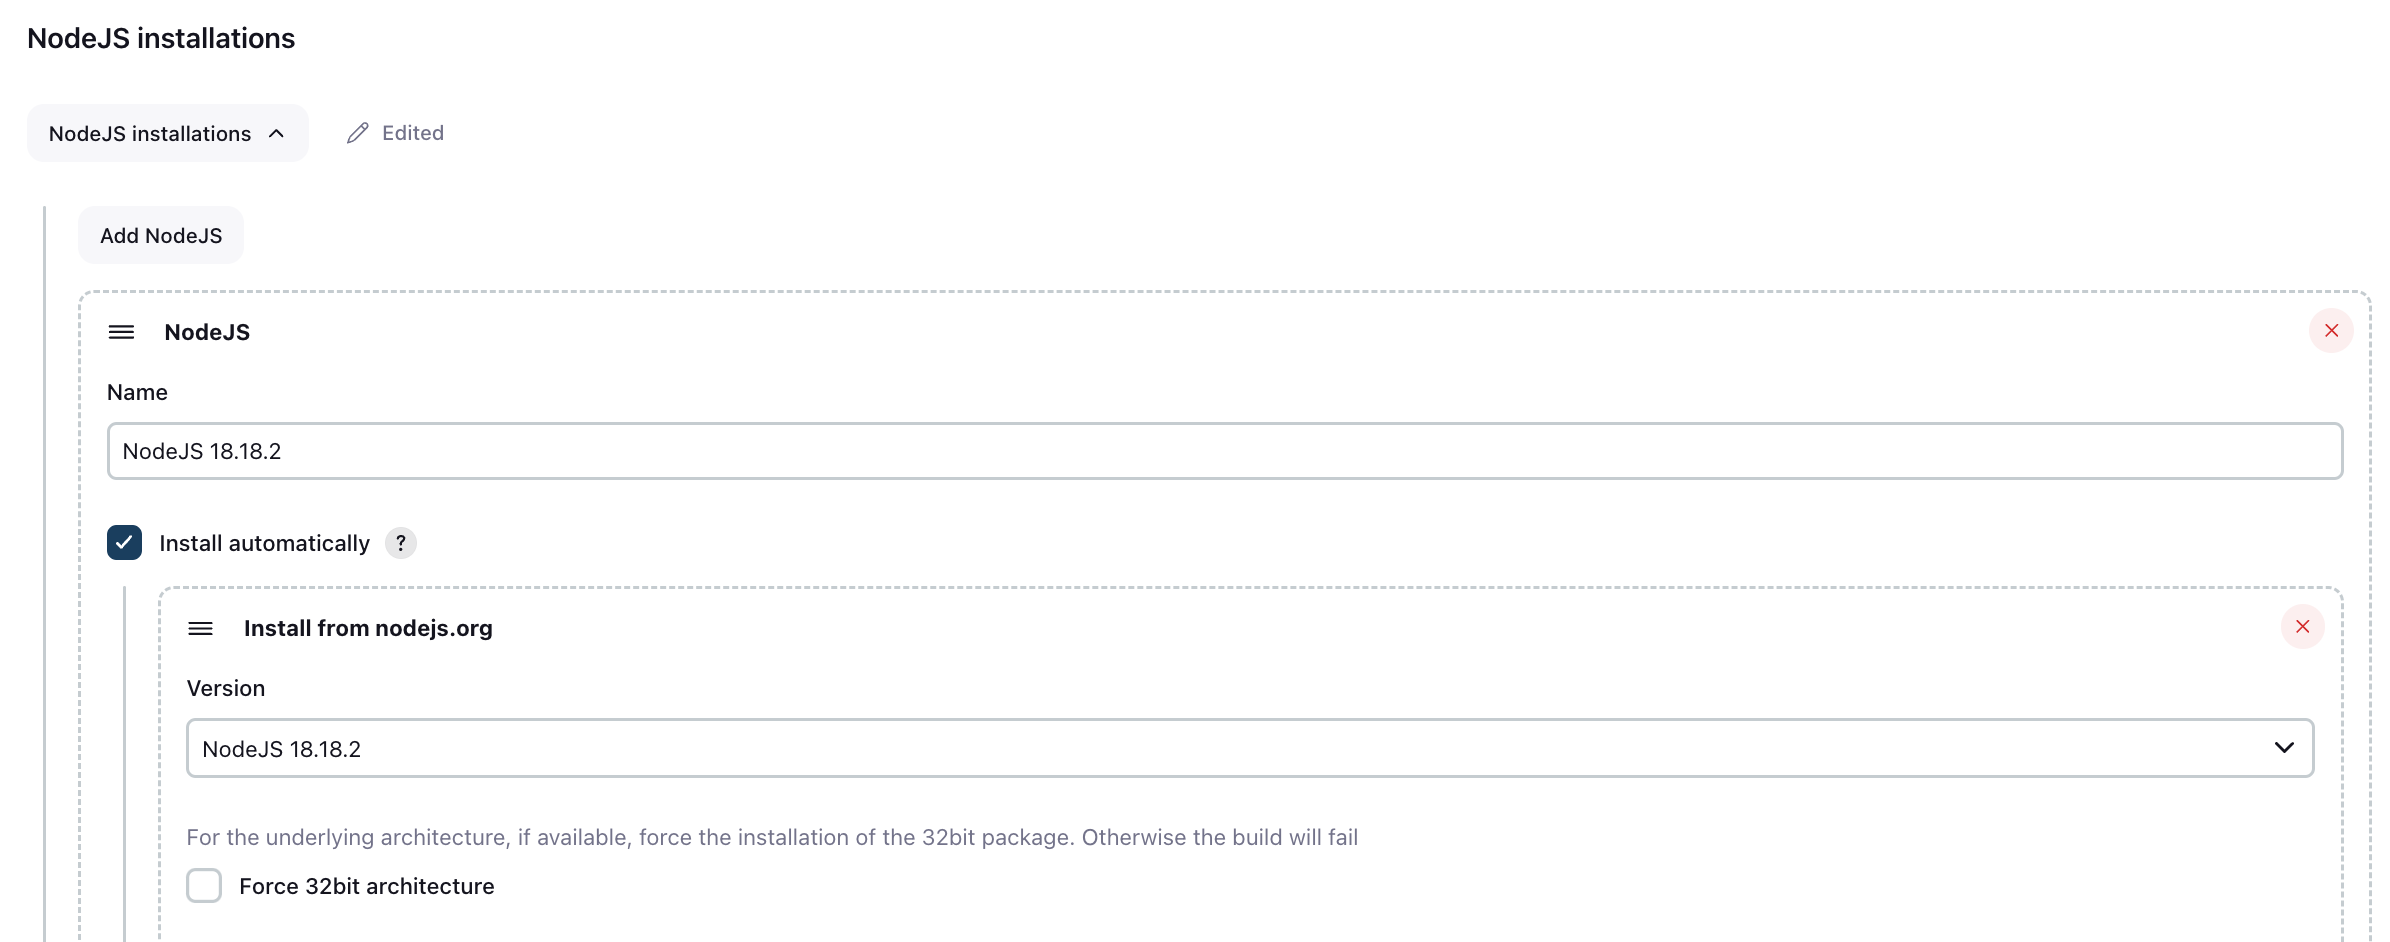 NodeJS installations
NodeJS installations
Edited
Add NodeJS
NodeJS
Name
NodeJS 18.18.2
Install automatically ?
Install from nodejs.org
Version
NodeJS 18.18.2
For the underlying architecture, if available, force the installation of the 32bit package. Otherwise the build will fail
Force 32bit architecture